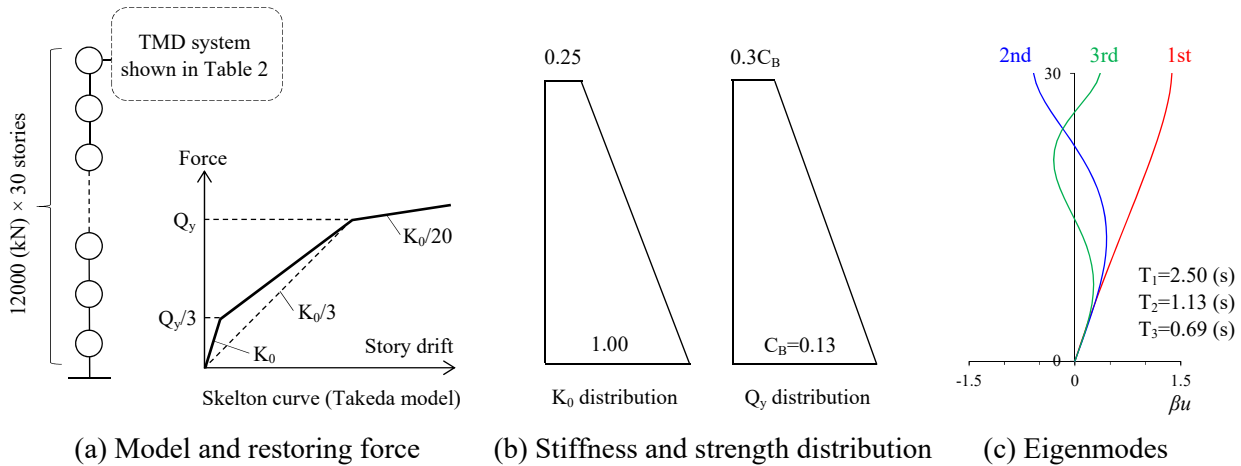 TMD system
shown in Table 2
12000 (kN) × 30 stories
Force
Qy
Qy/3
K0/20
K0/3
K0
Story drift
Skelton curve (Takeda model)
(a) Model and restoring force
0.25
1.00
K0 distribution
0.3CB
CB=0.13
Qy distribution
(b) Stiffness and strength distribution
2nd
3rd
1st
30
T1=2.50 (s)
T2=1.13 (s)
T3=0.69 (s)
0
-1.5
0
1.5
βu
(c) Eigenmodes